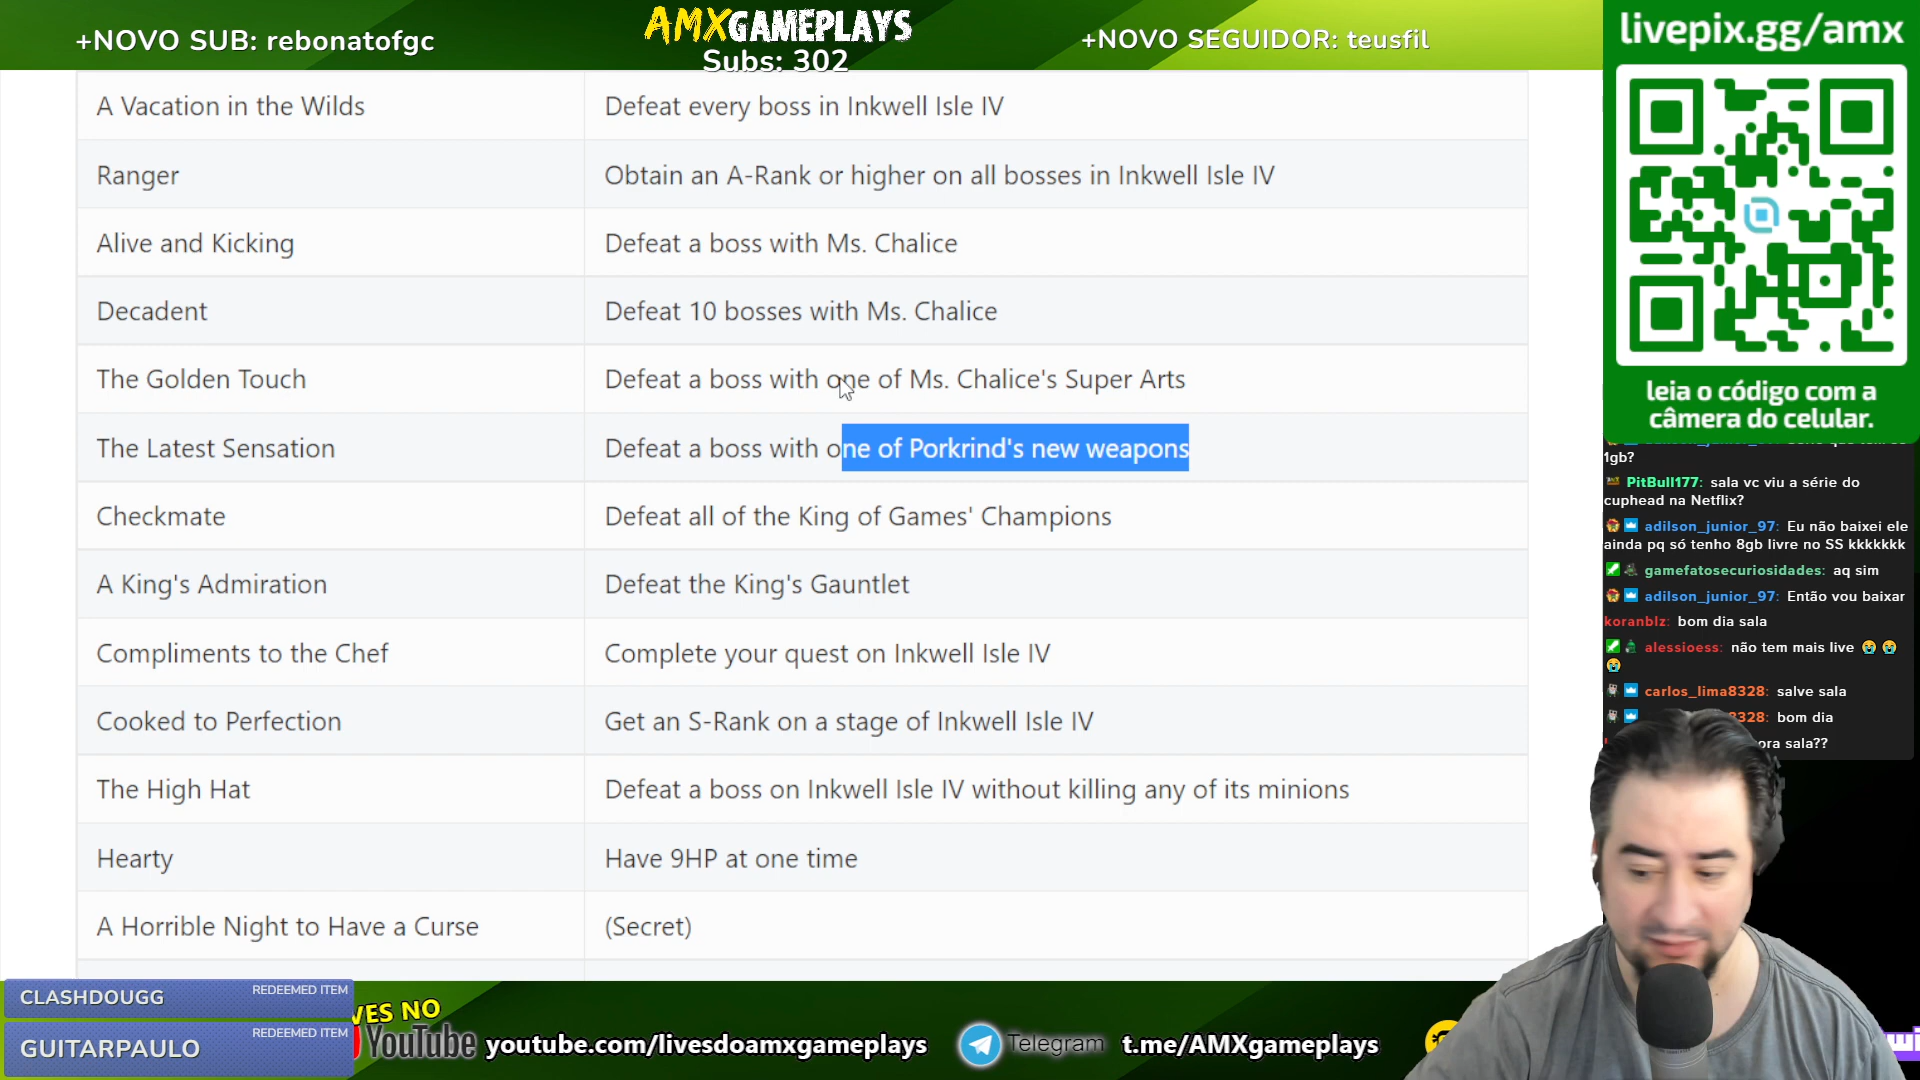 +NOVO SUB: rebonatofgc
AMXGAMEPLAYS
Subs: 302
+NOVO SEGUIDOR: teusfil
livepix.gg/amx
leia o código com a
câmera do celular.
A Vacation in the Wilds Defeat every boss in Inkwell Isle IV
Ranger Obtain an A-Rank or higher on all bosses in Inkwell Isle IV
Alive and Kicking Defeat a boss with Ms. Chalice
Decadent Defeat 10 bosses with Ms. Chalice
The Golden Touch Defeat a boss with one of Ms. Chalice's Super Arts
The Latest Sensation Defeat a boss with one of Porkrind's new weapons
Checkmate Defeat all of the King of Games' Champions
A King's Admiration Defeat the King's Gauntlet
Compliments to the Chef Complete your quest on Inkwell Isle IV
Cooked to Perfection Get an S-Rank on a stage of Inkwell Isle IV
The High Hat Defeat a boss on Inkwell Isle IV without killing any of its minions
Hearty Have 9HP at one time
A Horrible Night to Have a Curse (Secret)
1gb?
PitBull177: sala vc viu a série do
cuphead na Netflix?
adilson_junior_97: Eu não baixei ele
ainda pq só tenho 8gb livre no SS kkkkkkk
gamefatosecuriosidades: aq sim
adilson_junior_97: Então vou baixar
koranblz: bom dia sala
alessioess: não tem mais live 😭 😭
😭
carlos_lima8328: salve sala
8328: bom dia
ora sala??
CLASHDOUGG REDEEMED ITEM
GUITARPAULO REDEEMED ITEM
VES NO
YouTube
youtube.com/livesdoamxgameplays
Telegram
t.me/AMXgameplays